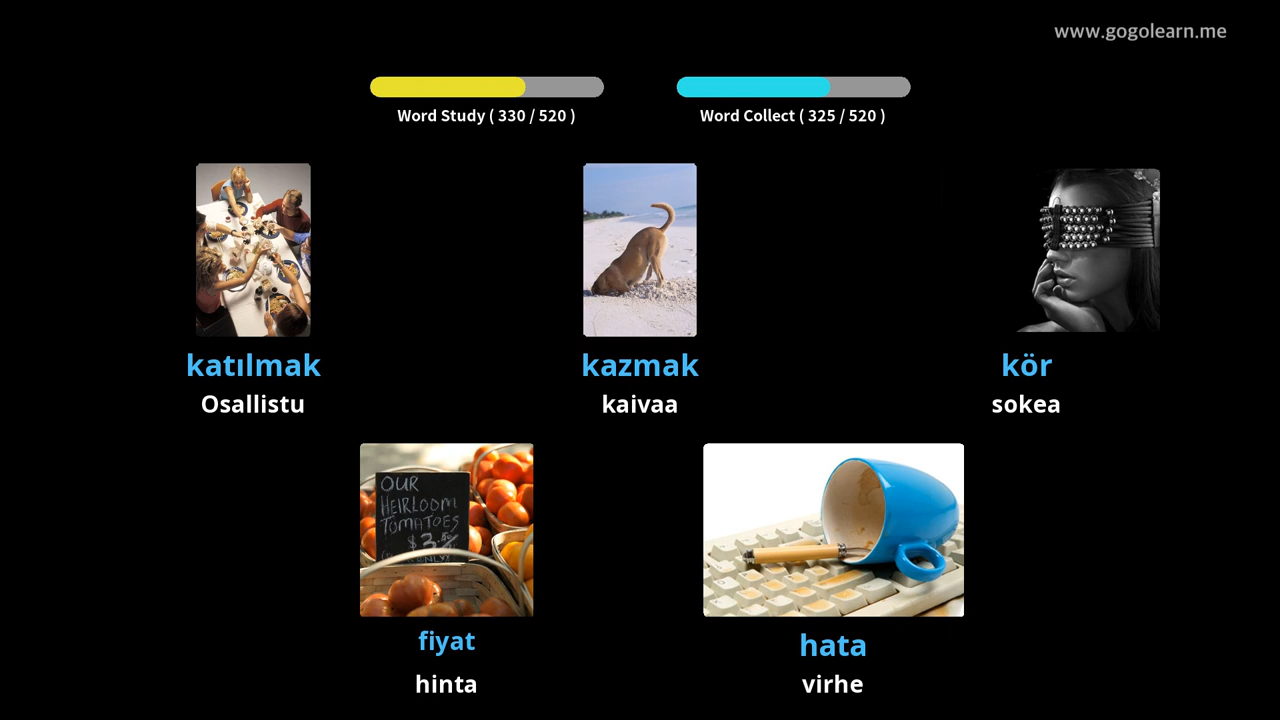 www.gogolearn.me
Word Study ( 330 / 520 )
Word Collect ( 325 / 520 )
katılmak
Osallistu
kazmak
kaivaa
kör
sokea
OUR
HEIRLOOM
TOMATOES
fiyat
hinta
hata
virhe